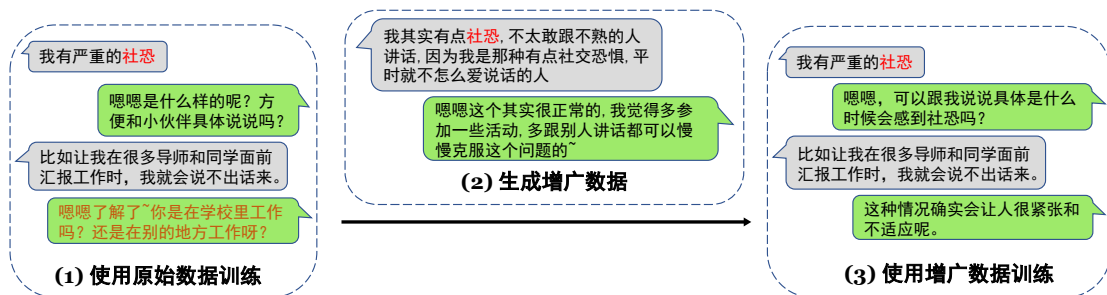 我有严重的社恐
嗯嗯是什么样的呢？方
便和小伙伴具体说说吗？
比如让我在很多导师和同学面前
汇报工作时，我就会说不出话来。
嗯嗯了解了~你是在学校里工作
吗？还是在别的地方工作呀？
(1) 使用原始数据训练
我其实有点社恐, 不太敢跟不熟的人
讲话, 因为我是那种有点社交恐惧, 平
时就不怎么爱说话的人
嗯嗯这个其实很正常的, 我觉得多参
加一些活动, 多跟别人讲话都可以慢
慢克服这个问题的~
(2) 生成增广数据
我有严重的社恐
嗯嗯，可以跟我说说具体是什么
时候会感到社恐吗？
比如让我在很多导师和同学面前
汇报工作时，我就会说不出话来。
这种情况确实会让人很紧张和
不适应呢。
(3) 使用增广数据训练